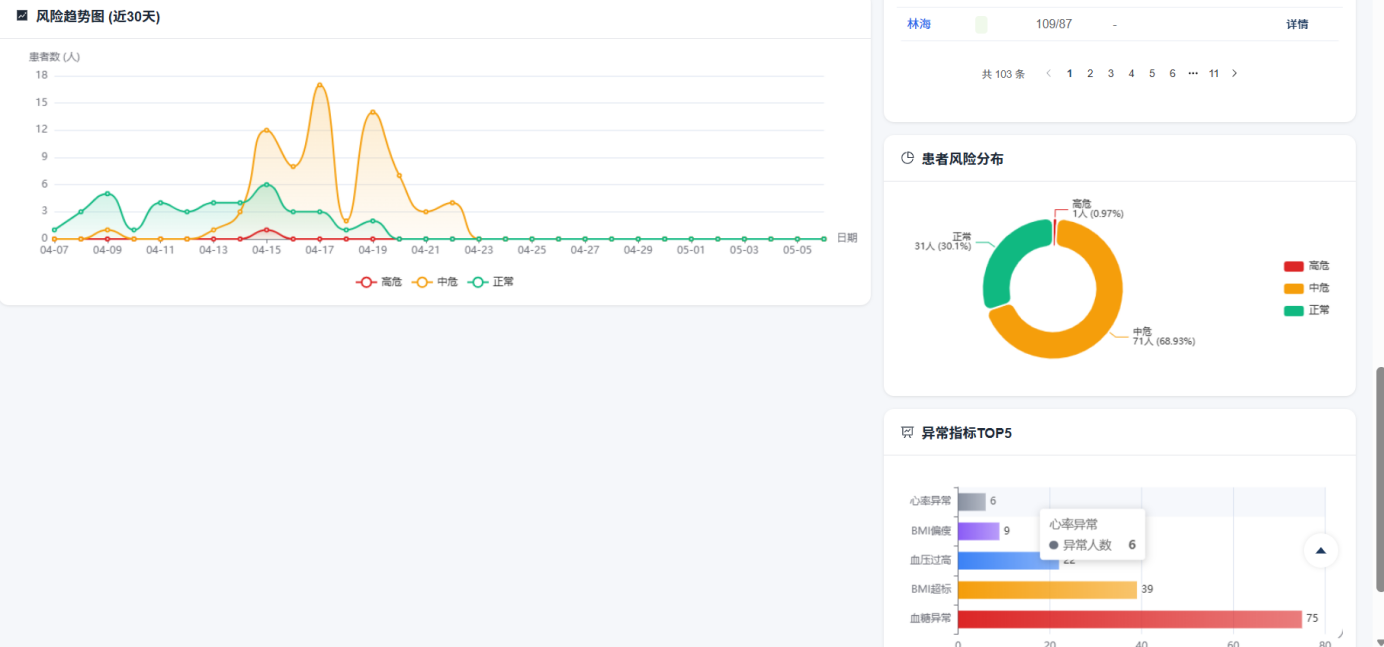 风险趋势图 (近30天)
患者数 (人)
18
15
12
9
6
3
0
04-07 04-09 04-11 04-13 04-15 04-17 04-19 04-21 04-23 04-25 04-27 04-29 05-01 05-03 05-05
日期
高危 中危 正常
林海 109/87 - 详情
共 103 条 1 2 3 4 5 6 ··· 11
患者风险分布
高危
1人 (0.97%)
正常
31人 (30.1%)
中危
71人 (68.93%)
高危
中危
正常
异常指标TOP5
心率异常 6
BMI偏瘦 9
血压过高 22
BMI超标 39
血糖异常 75
0 20 40 60 80
心率异常
异常人数 6